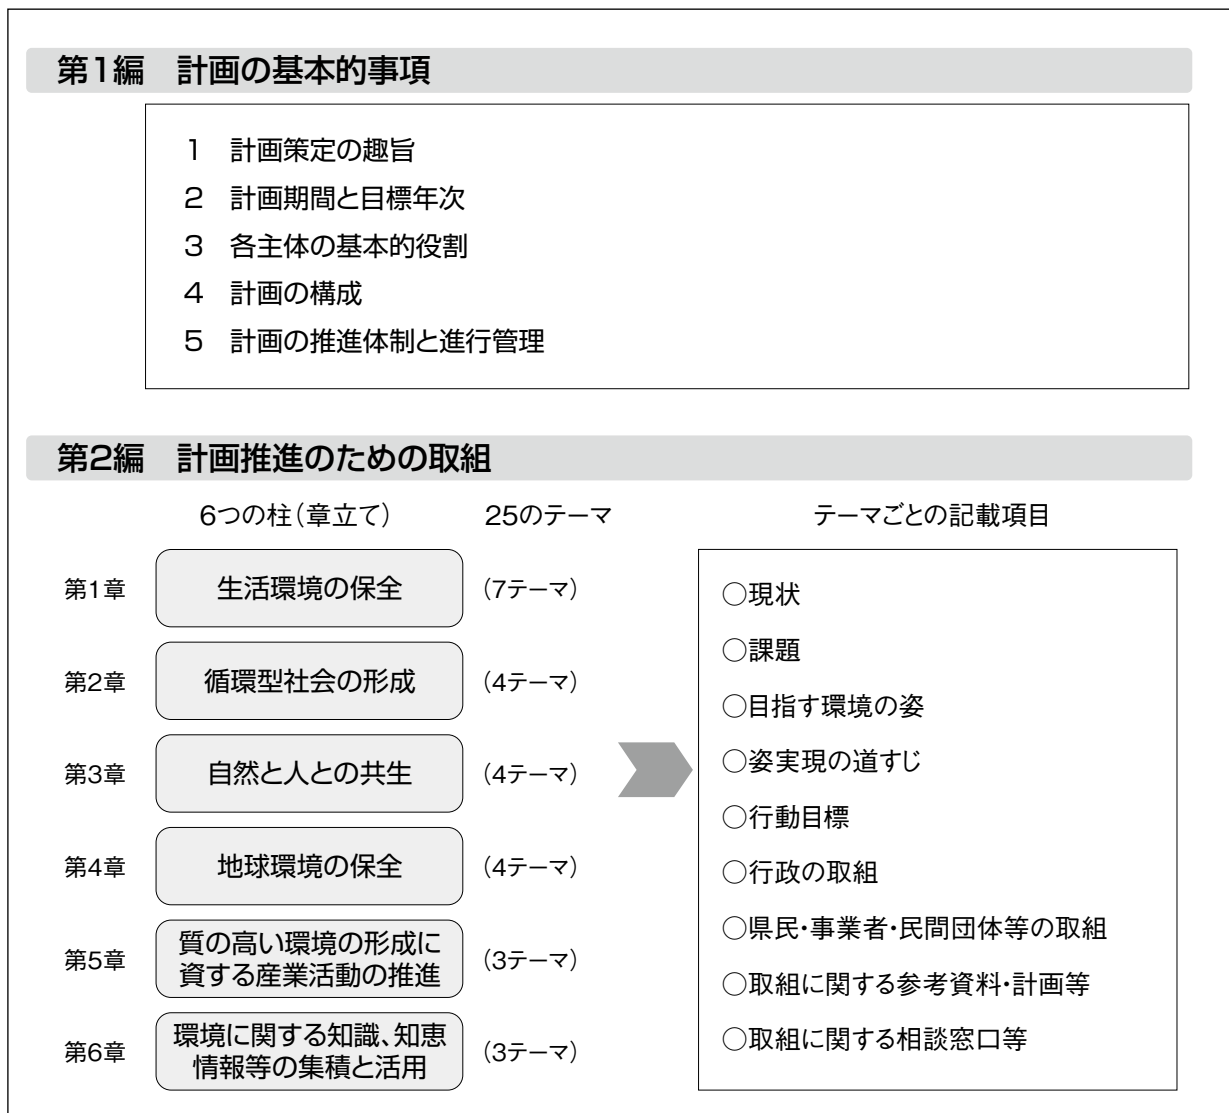 第1編　計画の基本的事項
1　計画策定の趣旨
2　計画期間と目標年次
3　各主体の基本的役割
4　計画の構成
5　計画の推進体制と進行管理
第2編　計画推進のための取組
6つの柱（章立て）　25のテーマ　テーマごとの記載項目
第1章　生活環境の保全　（7テーマ）
第2章　循環型社会の形成　（4テーマ）
第3章　自然と人との共生　（4テーマ）
第4章　地球環境の保全　（4テーマ）
第5章　質の高い環境の形成に
資する産業活動の推進　（3テーマ）
第6章　環境に関する知識、知恵
情報等の集積と活用　（3テーマ）
○現状
○課題
○目指す環境の姿
○姿実現の道すじ
○行動目標
○行政の取組
○県民・事業者・民間団体等の取組
○取組に関する参考資料・計画等
○取組に関する相談窓口等